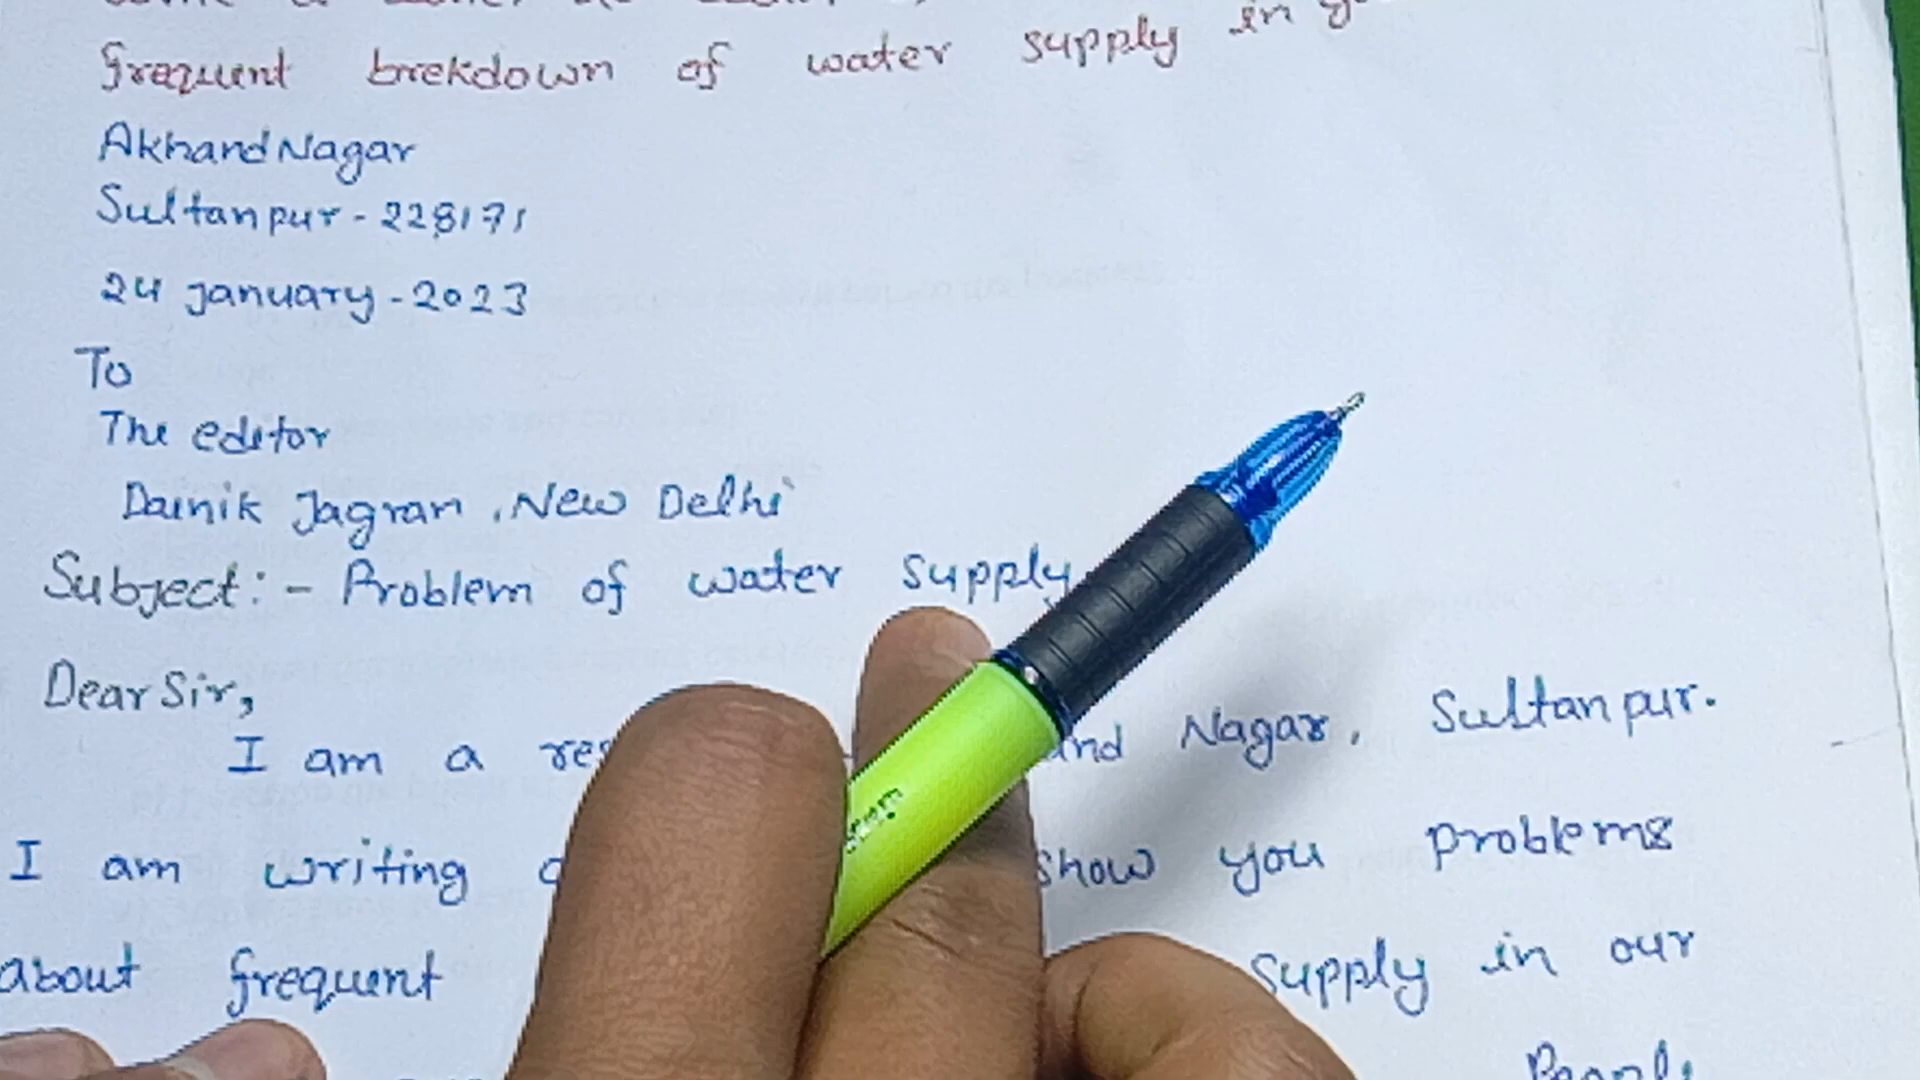 frequent brekdown of water supply in
Akhand Nagar
Sultanpur - 228171
24 january - 2023
To
The editor
Dainik Jagran, New Delhi
Subject: - Problem of water supply
Dear Sir,
I am a Nagar, Sultanpur.
I am writing show you problems
about frequent supply in our